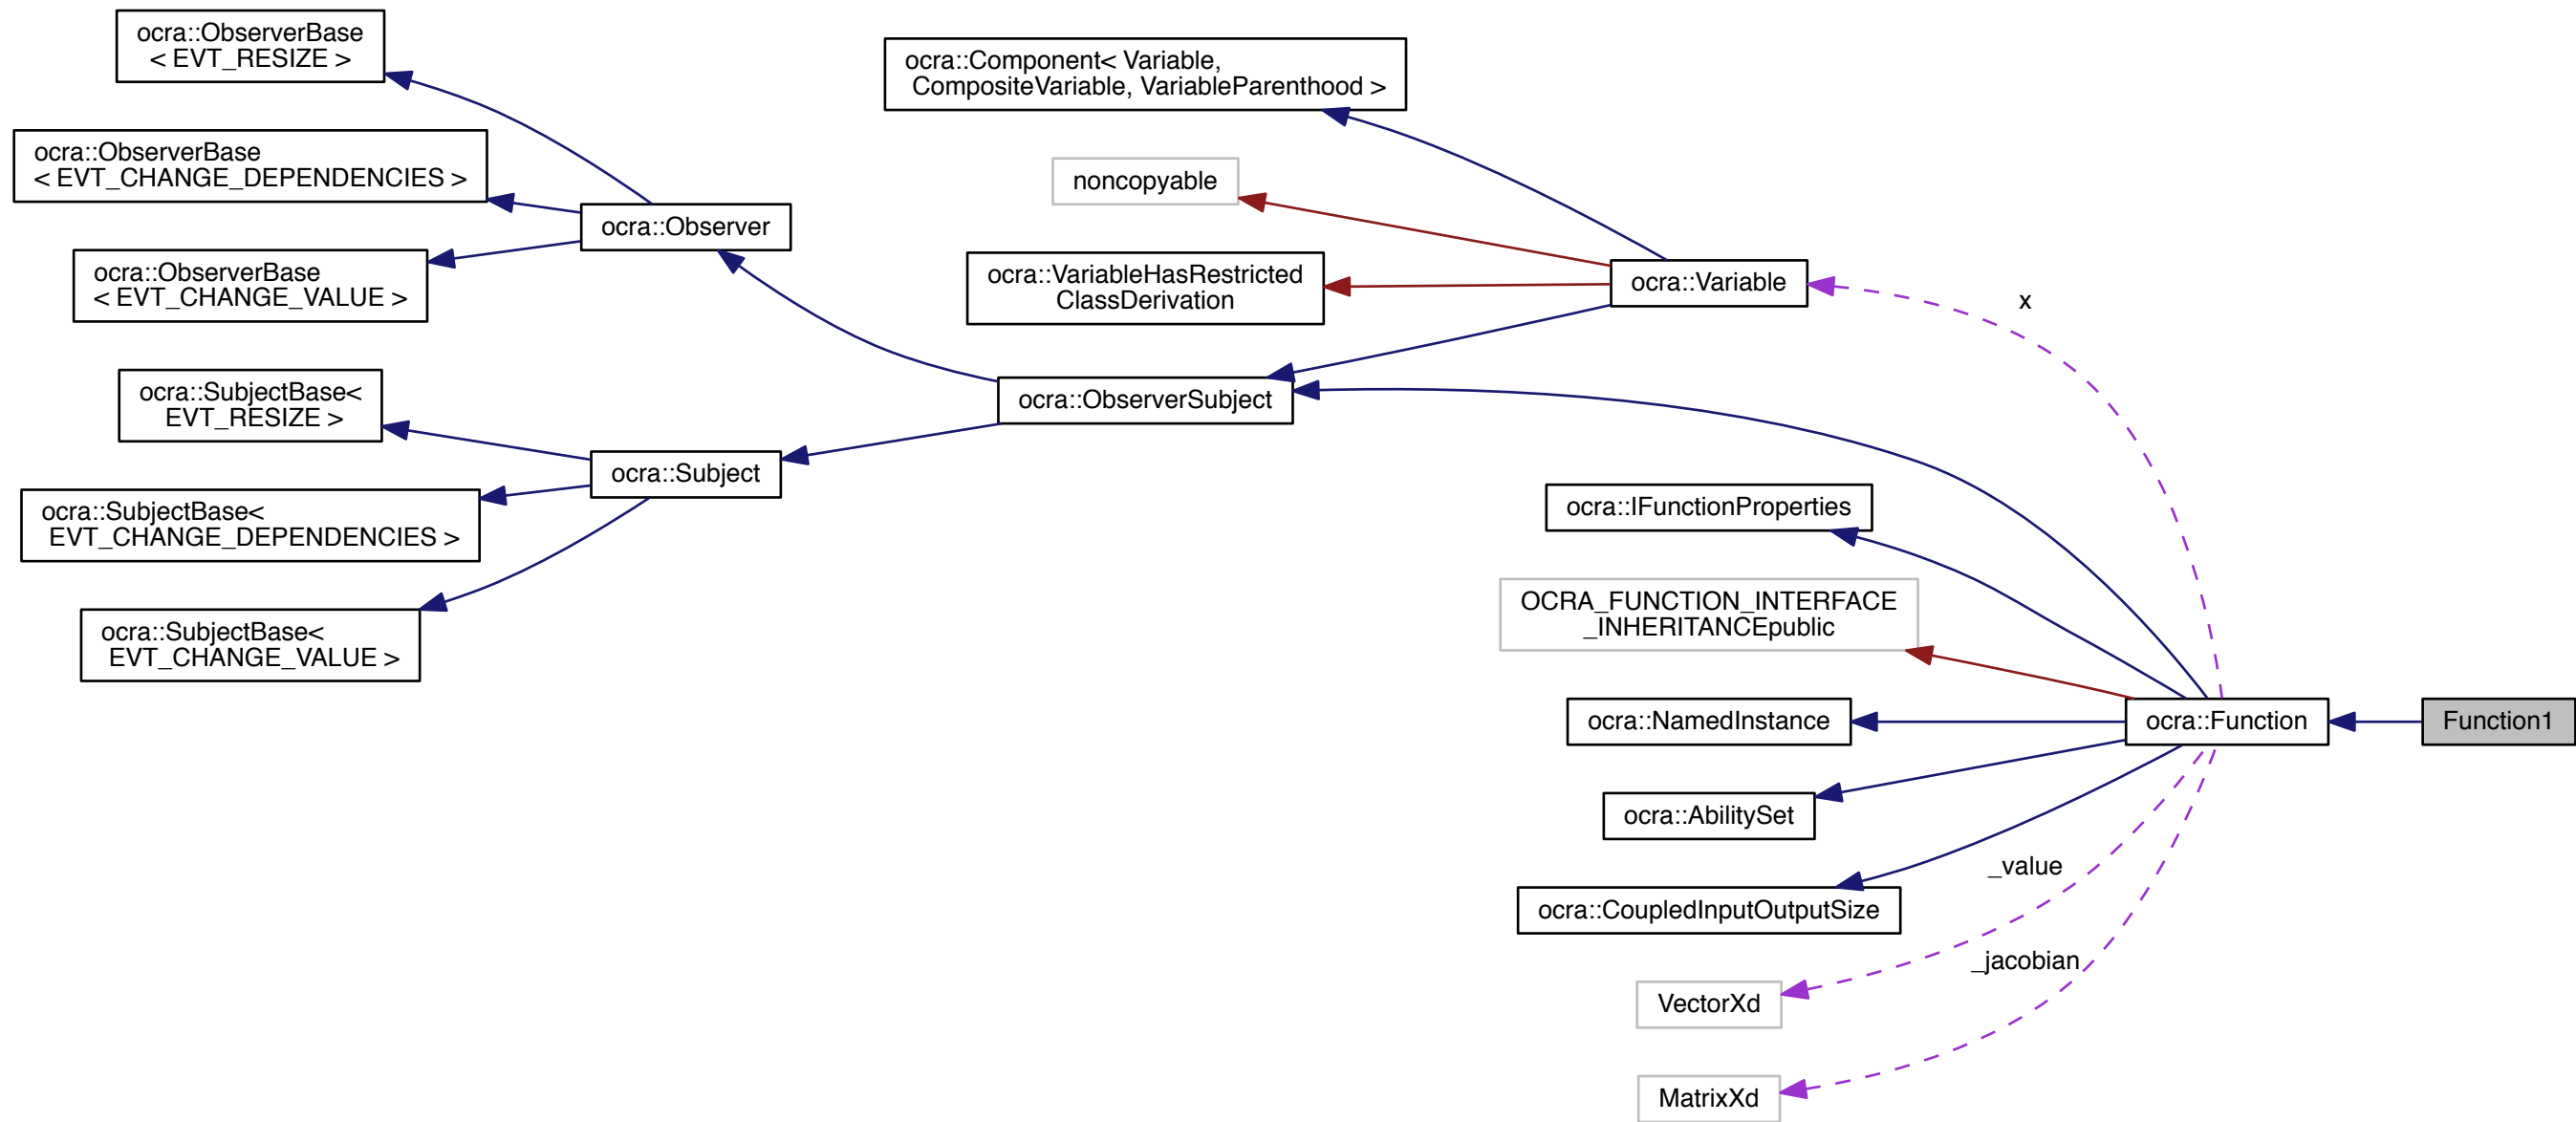 ocra::ObserverBase
< EVT_RESIZE >
ocra::ObserverBase
< EVT_CHANGE_DEPENDENCIES >
ocra::ObserverBase
< EVT_CHANGE_VALUE >
ocra::SubjectBase<
EVT_RESIZE >
ocra::SubjectBase<
EVT_CHANGE_DEPENDENCIES >
ocra::SubjectBase<
EVT_CHANGE_VALUE >
ocra::Observer
ocra::Subject
ocra::Component< Variable,
CompositeVariable, VariableParenthood >
noncopyable
ocra::VariableHasRestricted
ClassDerivation
ocra::ObserverSubject
ocra::Variable
x
ocra::IFunctionProperties
OCRA_FUNCTION_INTERFACE
_INHERITANCEpublic
ocra::NamedInstance
ocra::AbilitySet
ocra::CoupledInputOutputSize
VectorXd
MatrixXd
_value
_jacobian
ocra::Function
Function1